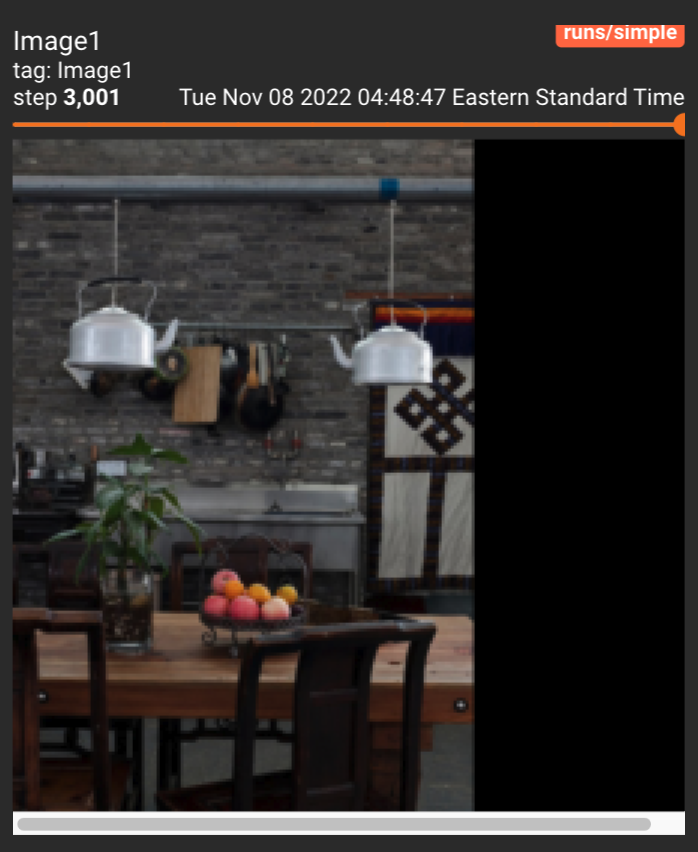 Image1
runs/simple
tag: Image1
step 3,001
Tue Nov 08 2022 04:48:47 Eastern Standard Time